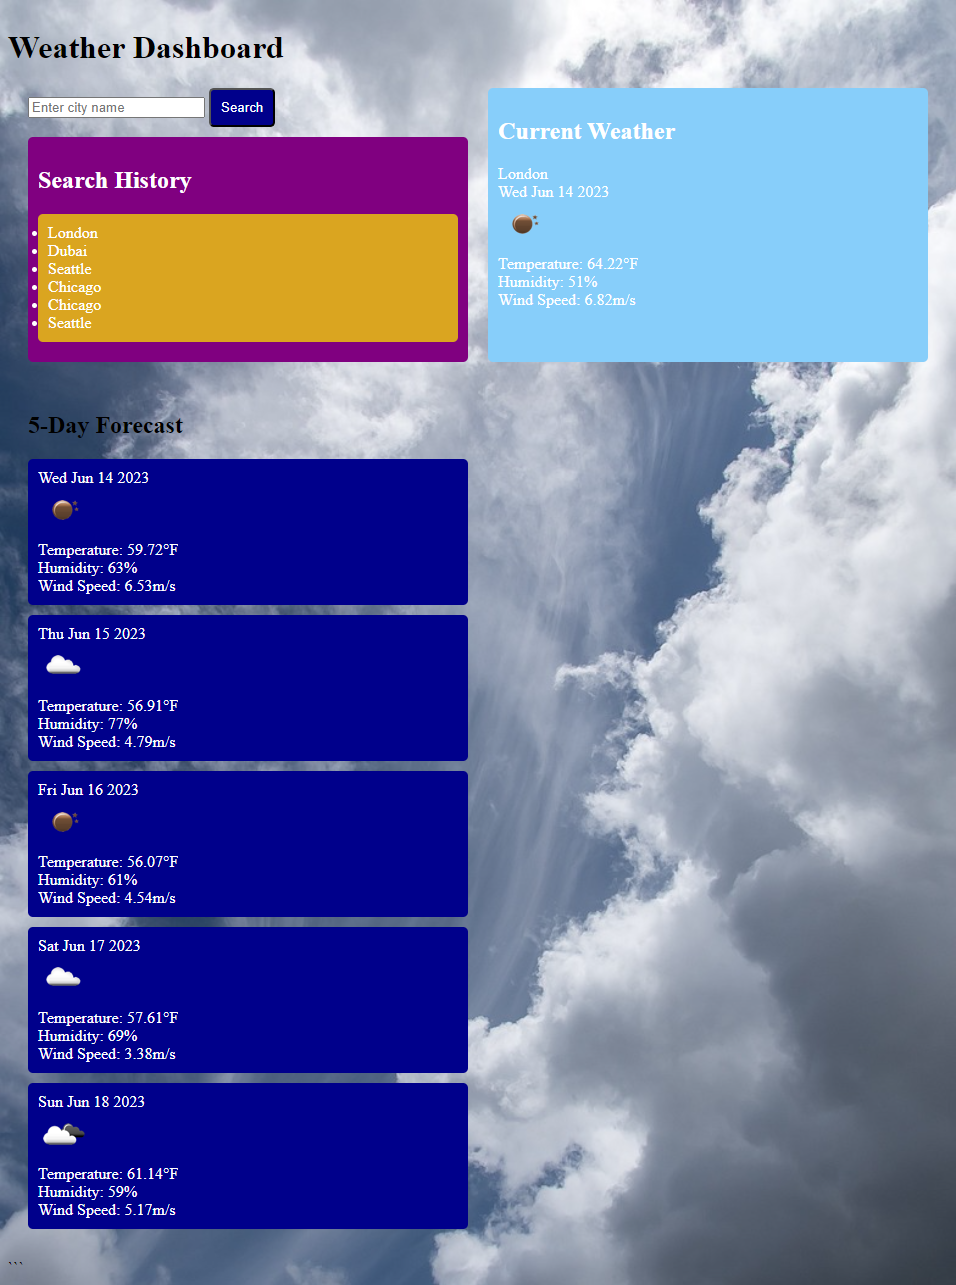 Weather Dashboard
Enter city name
Search
Search History
London
Dubai
Seattle
Chicago
Chicago
Seattle
Current Weather
London
Wed Jun 14 2023
Temperature: 64.22°F
Humidity: 51%
Wind Speed: 6.82m/s
5-Day Forecast
Wed Jun 14 2023
Temperature: 59.72°F
Humidity: 63%
Wind Speed: 6.53m/s
Thu Jun 15 2023
Temperature: 56.91°F
Humidity: 77%
Wind Speed: 4.79m/s
Fri Jun 16 2023
Temperature: 56.07°F
Humidity: 61%
Wind Speed: 4.54m/s
Sat Jun 17 2023
Temperature: 57.61°F
Humidity: 69%
Wind Speed: 3.38m/s
Sun Jun 18 2023
Temperature: 61.14°F
Humidity: 59%
Wind Speed: 5.17m/s
```